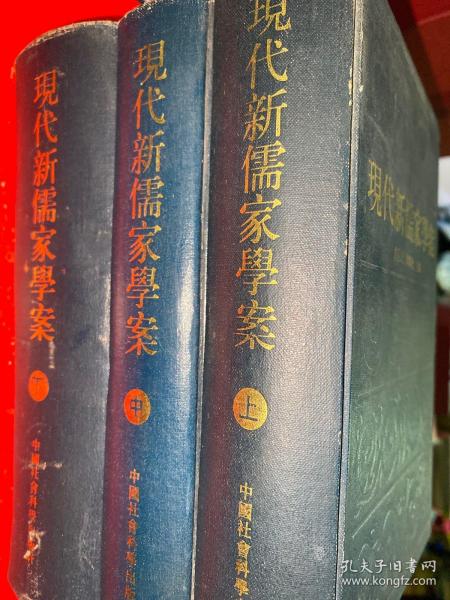 現代新儒家學案
下
中國社會科學
現代新儒家學案
中
中國社會科學出版
現代新儒家學案
上
中國社會科學
現代新儒家學
孔夫子旧书网
www.kongfz.com